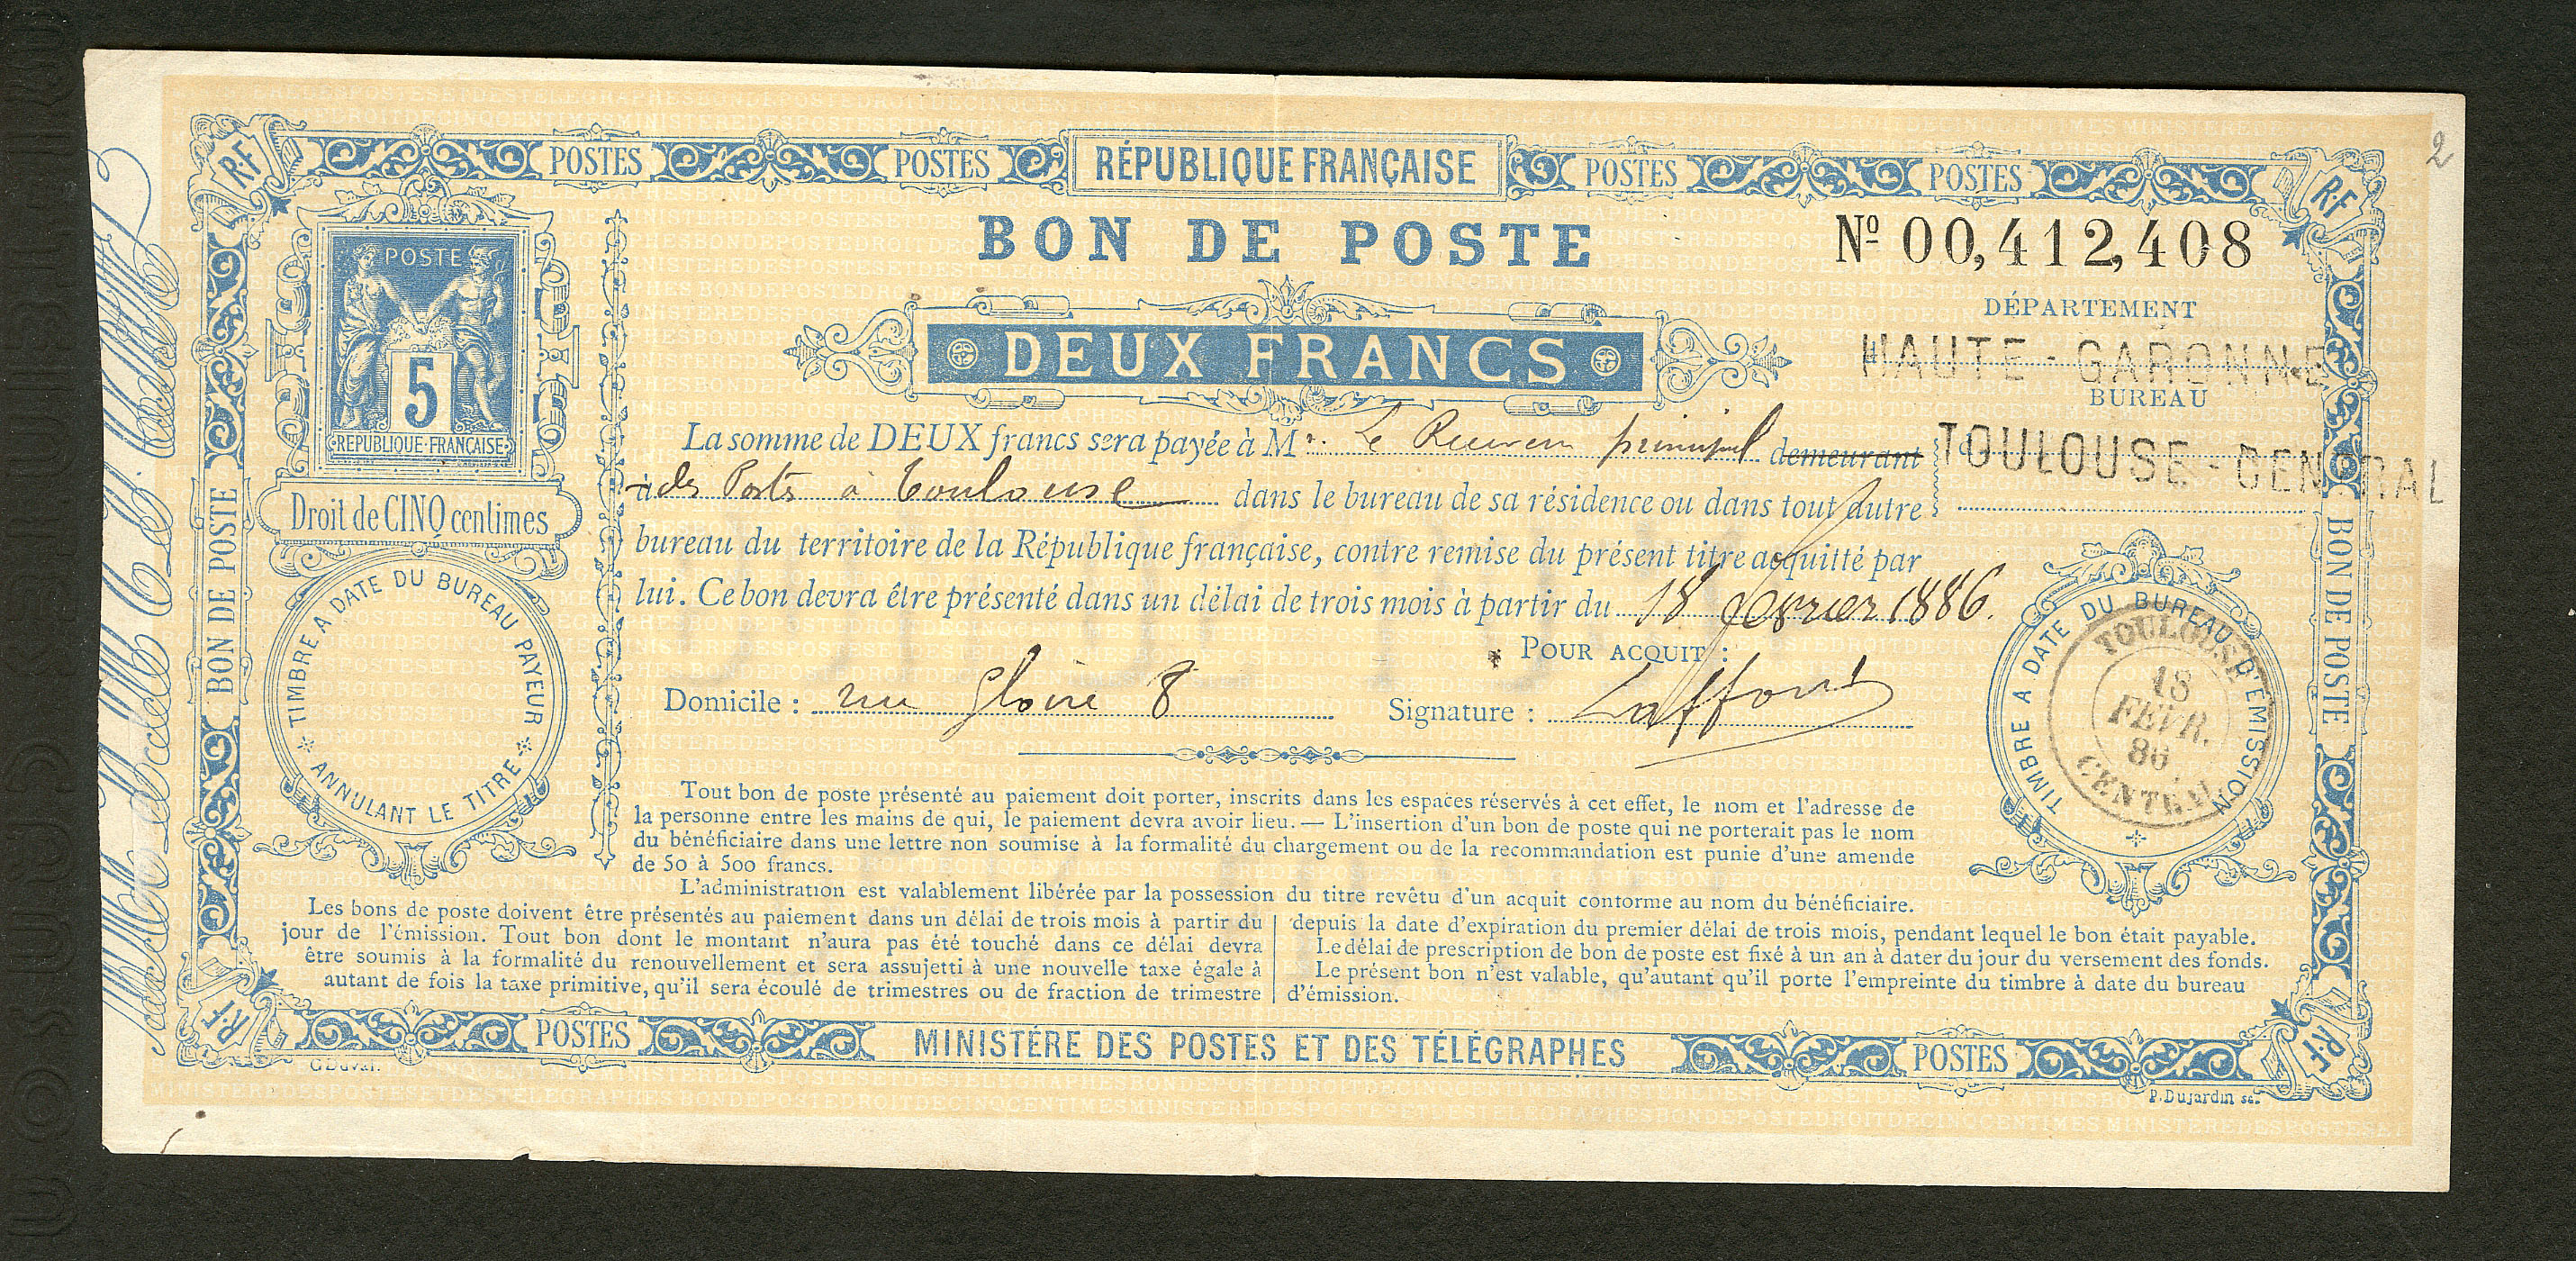 R·F POSTES POSTES RÉPUBLIQUE FRANÇAISE POSTES POSTES R·F
2
BON DE POSTE
Nº 00,412,408
DEUX FRANCS
DÉPARTEMENT
HAUTE-GARONNE
BUREAU
TOULOUSE-CENTRAL
POSTE
5
REPUBLIQUE·FRANÇAISE
Droit de CINQ centimes
TIMBRE A DATE DU BUREAU PAYEUR
ANNULANT LE TITRE
BON DE POSTE
La somme de DEUX francs sera payée à Mr. Le Receveur principal demeurant
à des Postes à Toulouse dans le bureau de sa résidence ou dans tout autre
bureau du territoire de la République française, contre remise du présent titre acquitté par
lui. Ce bon devra être présenté dans un délai de trois mois à partir du 18 février 1886.
POUR ACQUIT :
Domicile : rue Gloire 8 Signature : Laffont
BON DE POSTE
TIMBRE A DATE DU BUREAU D'ÉMISSION
TOULOUSE
18
FÉVR.
86
CENTRAL
Tout bon de poste présenté au paiement doit porter, inscrits dans les espaces réservés à cet effet, le nom et l'adresse de
la personne entre les mains de qui, le paiement devra avoir lieu. — L'insertion d'un bon de poste qui ne porterait pas le nom
du bénéficiaire dans une lettre non soumise à la formalité du chargement ou de la recommandation est punie d'une amende
de 50 à 500 francs.
L'administration est valablement libérée par la possession du titre revêtu d'un acquit conforme au nom du bénéficiaire.
Les bons de poste doivent être présentés au paiement dans un délai de trois mois à partir du
jour de l'émission. Tout bon dont le montant n'aura pas été touché dans ce délai devra
être soumis à la formalité du renouvellement et sera assujetti à une nouvelle taxe égale à
autant de fois la taxe primitive, qu'il sera écoulé de trimestres ou de fraction de trimestre
depuis la date d'expiration du premier délai de trois mois, pendant lequel le bon était payable.
Le délai de prescription de bon de poste est fixé à un an à dater du jour du versement des fonds.
Le présent bon n'est valable, qu'autant qu'il porte l'empreinte du timbre à date du bureau
d'émission.
R·F POSTES MINISTÈRE DES POSTES ET DES TÉLÉGRAPHES POSTES R·F
C. Duval.
P. Dujardin sc.